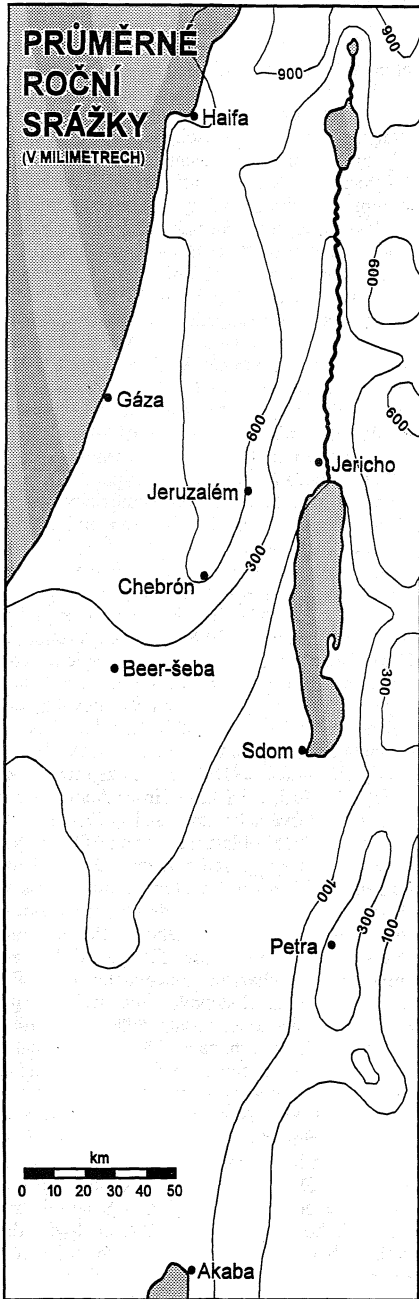 PRŮMĚRNÉ
ROČNÍ
SRÁŽKY
(V MILIMETRECH)
900
900
Haifa
600
600
Gáza
600
Jericho
Jeruzalém
300
Chebrón
Beer-šeba
300
Sdom
100
300
100
Petra
km
0 10 20 30 40 50
Akaba